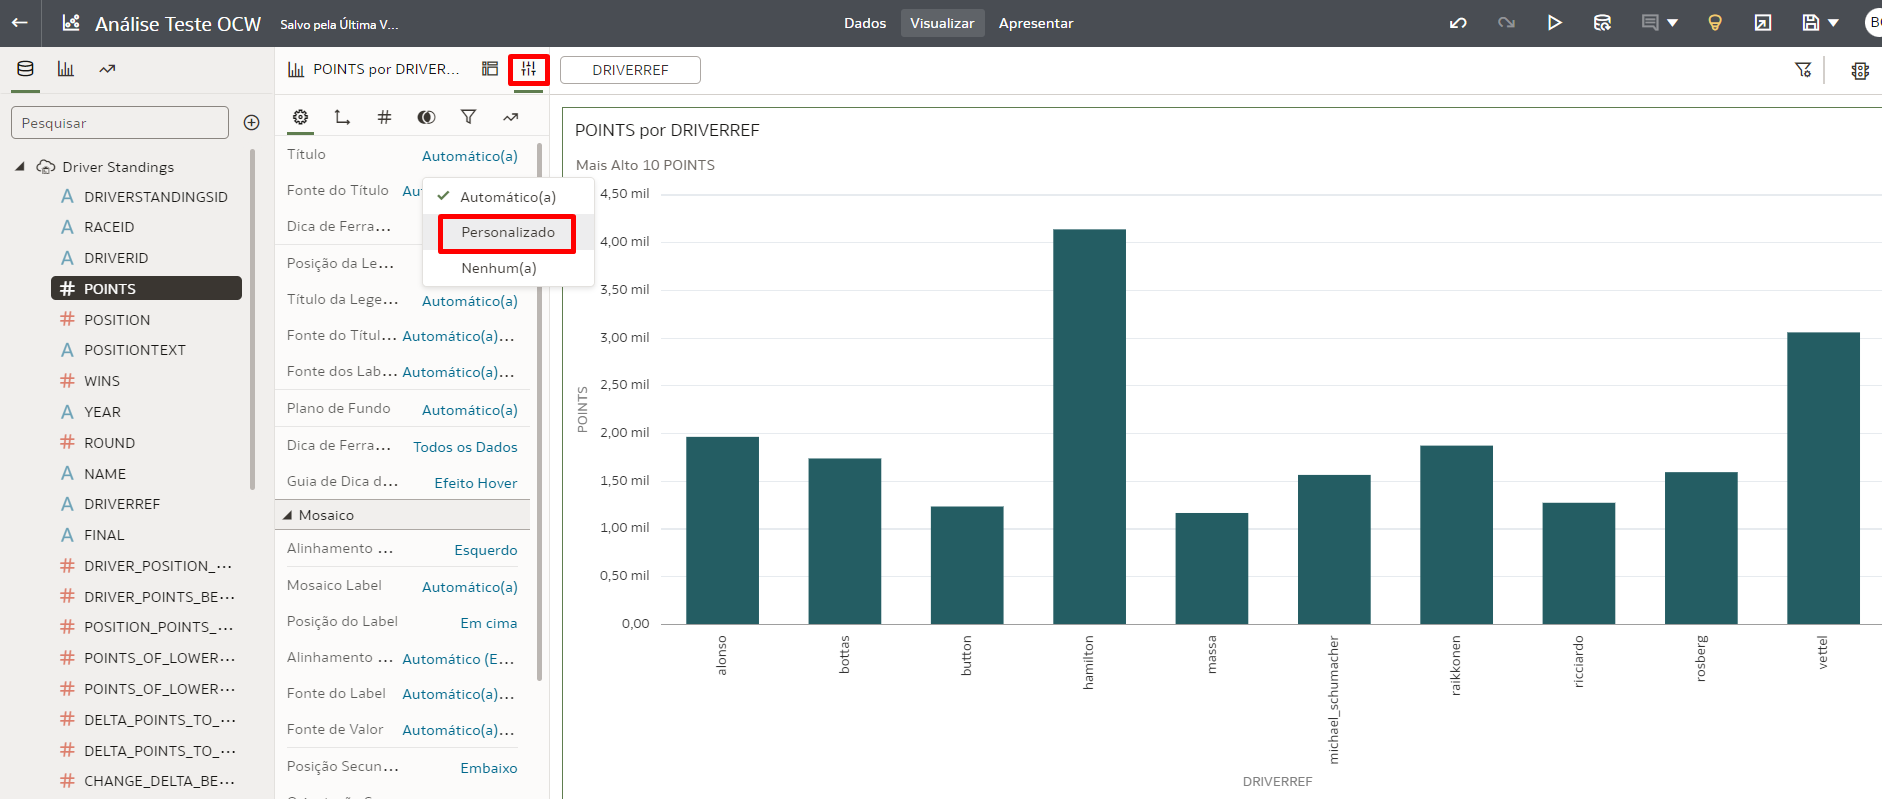 Análise Teste OCW
Salvo pela Última V...
Dados
Visualizar
Apresentar
POINTS por DRIVER...
DRIVERREF
Pesquisar
Driver Standings
DRIVERSTANDINGSID
RACEID
DRIVERID
POINTS
POSITION
POSITIONTEXT
WINS
YEAR
ROUND
NAME
DRIVERREF
FINAL
DRIVER_POSITION_...
DRIVER_POINTS_BE...
POSITION_POINTS_...
POINTS_OF_LOWER...
POINTS_OF_LOWER...
DELTA_POINTS_TO_...
DELTA_POINTS_TO_...
CHANGE_DELTA_BE...
Título
Automático(a)
Fonte do Título
Dica de Ferra...
Posição da Le...
Automático(a)
Personalizado
Nenhum(a)
Título da Lege...
Automático(a)
Fonte do Títul...
Automático(a)...
Fonte dos Lab...
Automático(a)...
Plano de Fundo
Automático(a)
Dica de Ferra...
Todos os Dados
Guia de Dica d...
Efeito Hover
Mosaico
Alinhamento ...
Esquerdo
Mosaico Label
Automático(a)
Posição do Label
Em cima
Alinhamento ...
Automático (E...
Fonte do Label
Automático(a)...
Fonte de Valor
Automático(a)...
Posição Secun...
Embaixo
POINTS por DRIVERREF
Mais Alto 10 POINTS
4,50 mil
4,00 mil
3,50 mil
3,00 mil
2,50 mil
2,00 mil
1,50 mil
1,00 mil
0,50 mil
0,00
POINTS
alonso
bottas
button
hamilton
massa
michael_schumacher
raikkonen
ricciardo
rosberg
vettel
DRIVERREF